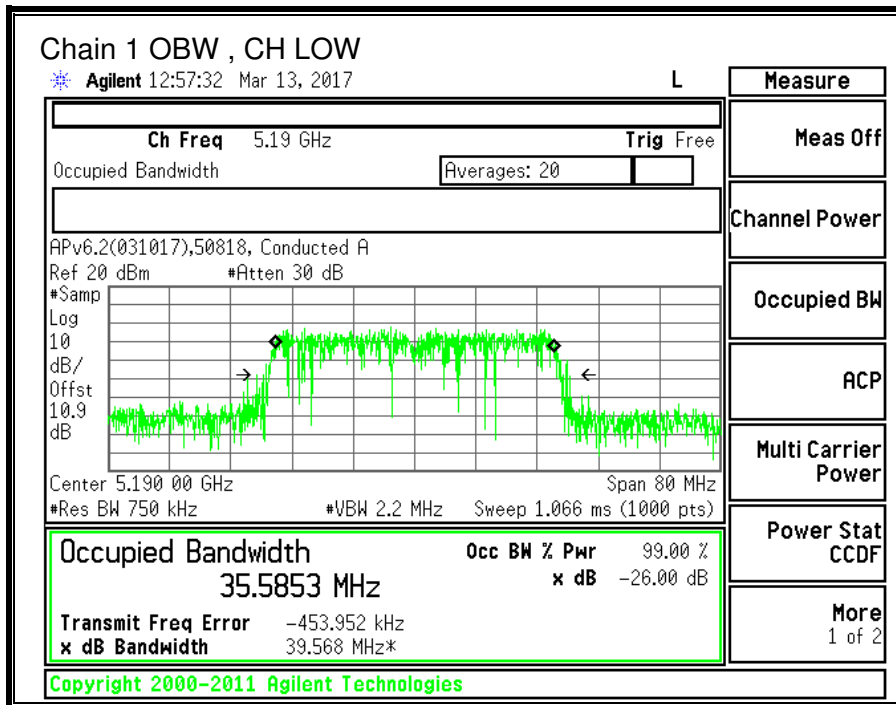 Chain 1 OBW , CH LOW
Agilent 12:57:32 Mar 13, 2017 L
Measure
Ch Freq 5.19 GHz Trig Free
Occupied Bandwidth Averages: 20
APv6.2(031017),50818, Conducted A
Ref 20 dBm #Atten 30 dB
#Samp
Log
10
dB/
Offst
10.9
dB
Center 5.190 00 GHz Span 80 MHz
#Res BW 750 kHz #VBW 2.2 MHz Sweep 1.066 ms (1000 pts)
Occupied Bandwidth Occ BW % Pwr 99.00 %
35.5853 MHz x dB -26.00 dB
Transmit Freq Error -453.952 kHz
x dB Bandwidth 39.568 MHz*
Meas Off
Channel Power
Occupied BW
ACP
Multi Carrier
Power
Power Stat
CCDF
More
1 of 2
Copyright 2000-2011 Agilent Technologies